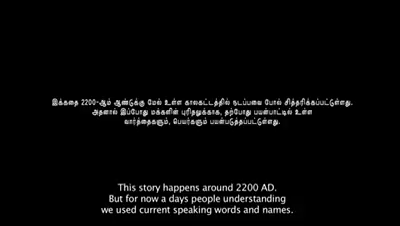 இக்கதை 2200-ஆம் ஆண்டுக்கு மேல் உள்ள காலகட்டத்தில் நடப்பவை போல் சித்தரிக்கப்பட்டுள்ளது.
அதனால் இப்போது மக்களின் புரிதலுக்காக, தற்போது பயன்பாட்டில் உள்ள
வார்த்தைகளும், பெயர்களும் பயன்படுத்தப்பட்டுள்ளது.
This story happens around 2200 AD.
But for now a days people understanding
we used current speaking words and names.